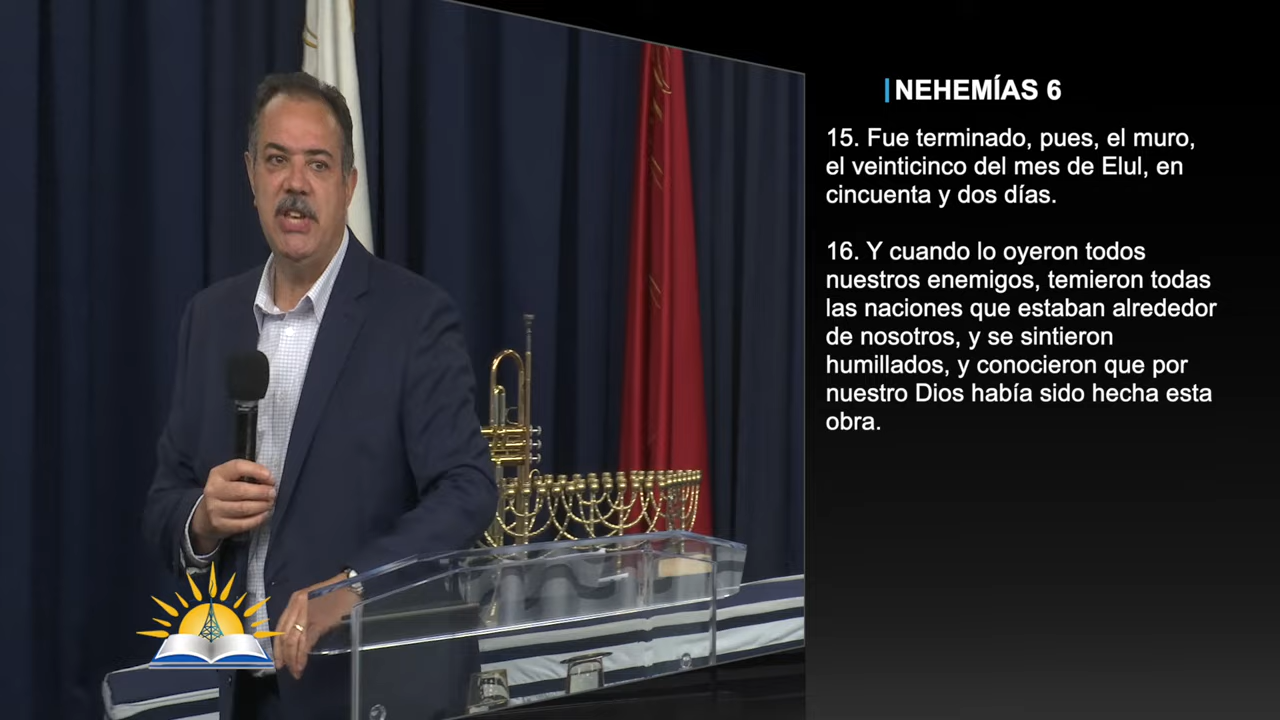 NEHEMÍAS 6
15. Fue terminado, pues, el muro,
el veinticinco del mes de Elul, en
cincuenta y dos días.
16. Y cuando lo oyeron todos
nuestros enemigos, temieron todas
las naciones que estaban alrededor
de nosotros, y se sintieron
humillados, y conocieron que por
nuestro Dios había sido hecha esta
obra.